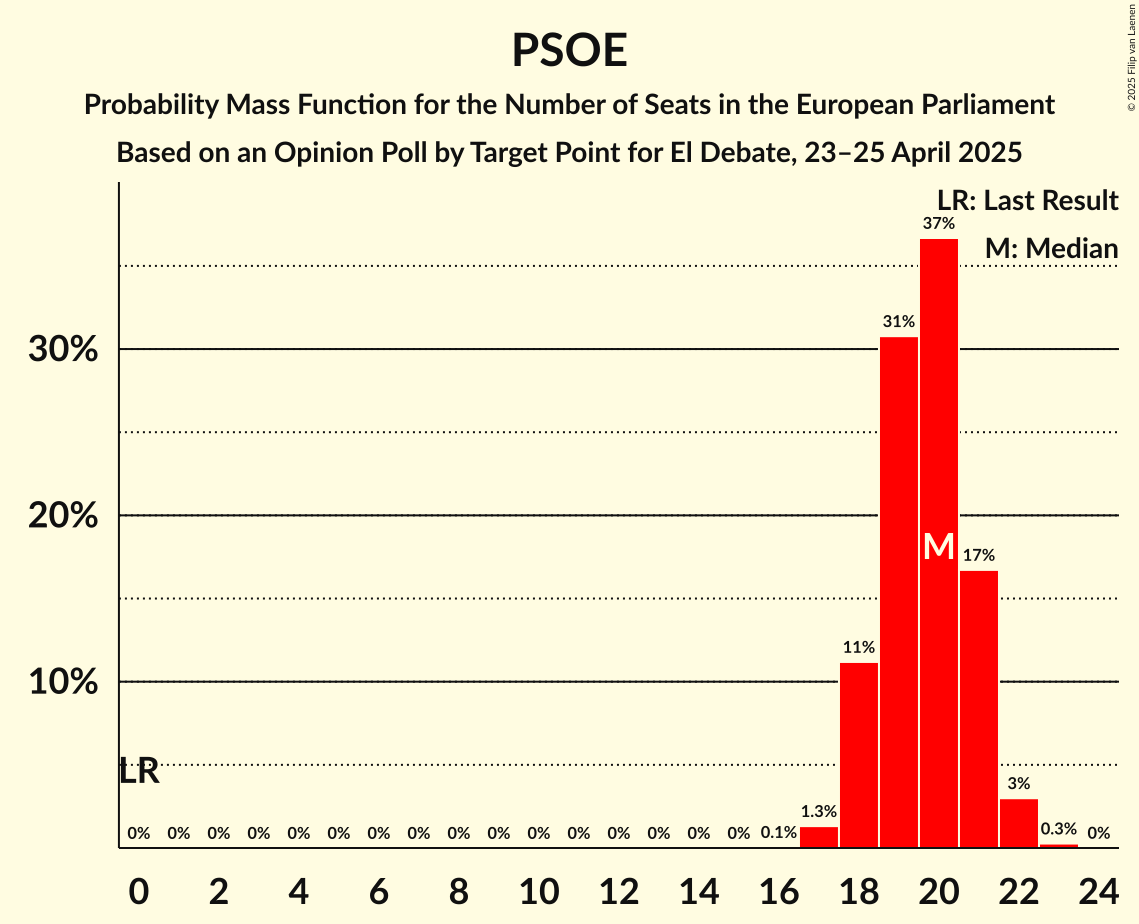 PSOE
Probability Mass Function for the Number of Seats in the European Parliament
Based on an Opinion Poll by Target Point for El Debate, 23–25 April 2025
© 2025 Filip van Laenen
LR: Last Result
M: Median
30%
20%
10%
LR
M
0% 0% 0% 0% 0% 0% 0% 0% 0% 0% 0% 0% 0% 0% 0% 0% 0.1% 1.3% 11% 31% 37% 17% 3% 0.3% 0%
0 2 4 6 8 10 12 14 16 18 20 22 24